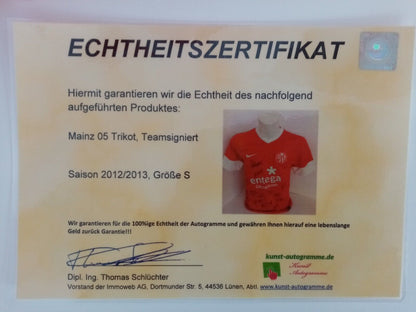 ECHTHEITSZERTIFIKAT
Hiermit garantieren wir die Echtheit des nachfolgend
aufgeführten Produktes:
Mainz 05 Trikot, Teamsigniert
Saison 2012/2013, Größe S
entega
Wir garantieren für die 100%ige Echtheit der Autogramme und gewähren Ihnen hierauf eine lebenslange
Geld zurück Garantie!!!
Dipl. Ing. Thomas Schlüchter
Vorstand der Immoweb AG, Dortmunder Str. 5, 44536 Lünen, Abtl. www.kunst-autogramme.de
kunst-autogramme.de
Kunst
Autogramme